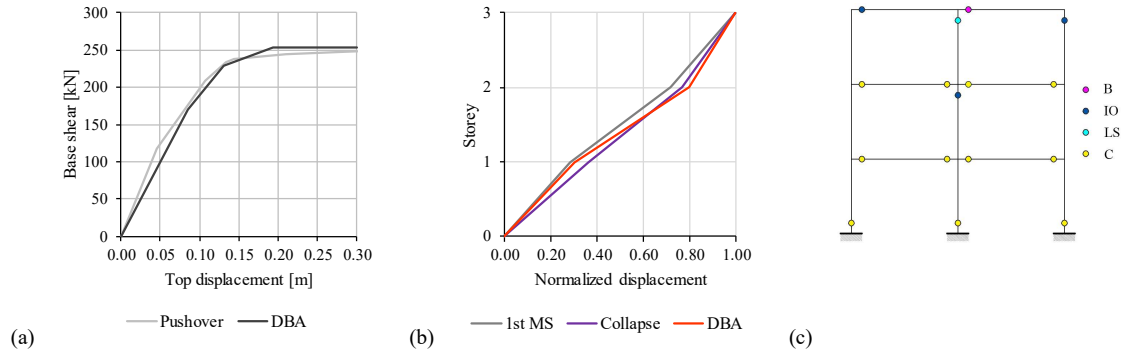 300
250
200
150
100
50
0
Base shear [kN]
0.00 0.05 0.10 0.15 0.20 0.25 0.30
Top displacement [m]
Pushover DBA
(a)
3
2
1
0
Storey
0.00 0.20 0.40 0.60 0.80 1.00
Normalized displacement
1st MS Collapse DBA
(b)
B
IO
LS
C
(c)